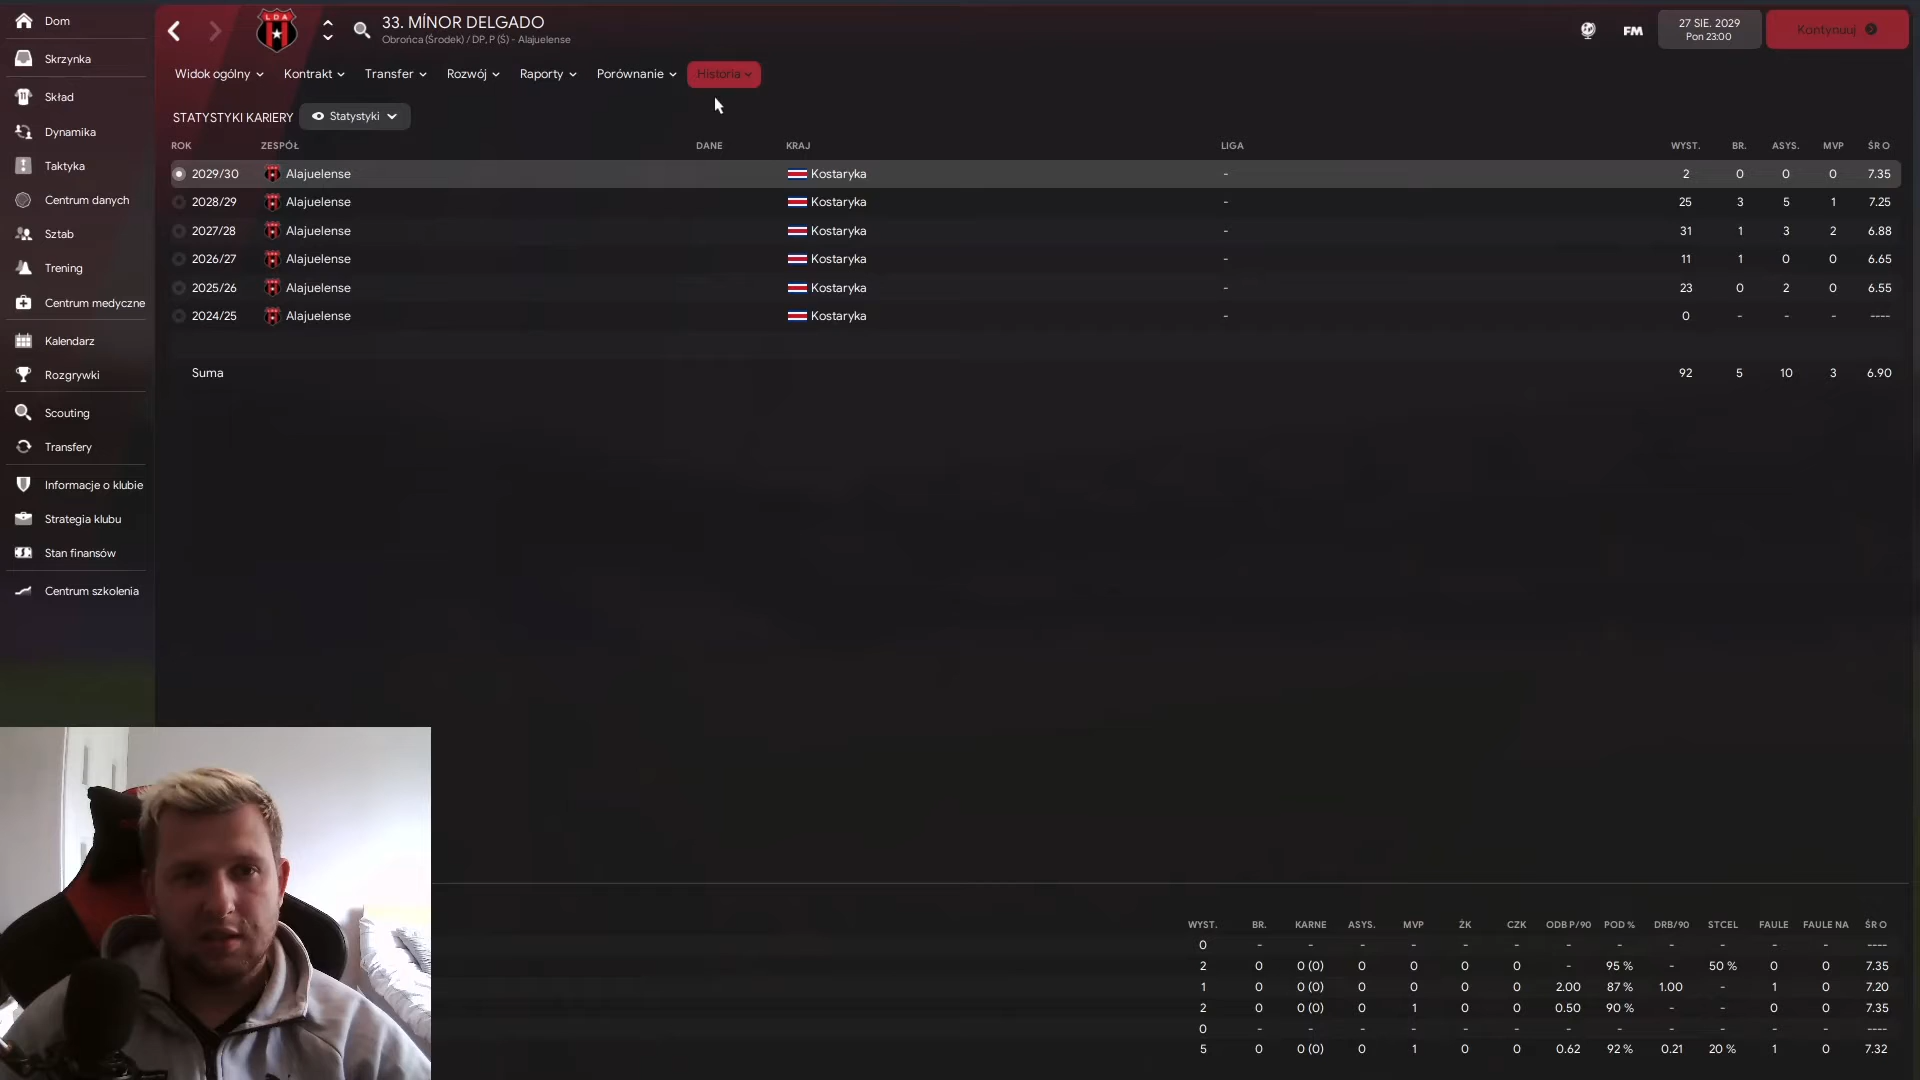 Dom
Skrzynka
Skład
Dynamika
Taktyka
Centrum danych
Sztab
Trening
Centrum medyczne
Kalendarz
Rozgrywki
Scouting
Transfery
Informacje o klubie
Strategia klubu
Stan finansów
Centrum szkolenia
LDA
33. MÍNOR DELGADO
Obrońca (Środek) / DP, P (Ś) - Alajuelense
FM
27 SIE. 2029
Pon 23:00
Kontynuuj
Widok ogólny Kontrakt Transfer Rozwój Raporty Porównanie Historia
STATYSTYKI KARIERY Statystyki
ROK ZESPÓŁ DANE KRAJ LIGA WYST. BR. ASYS. MVP ŚR O
2029/30 Alajuelense Kostaryka - 2 0 0 0 7.35
2028/29 Alajuelense Kostaryka - 25 3 5 1 7.25
2027/28 Alajuelense Kostaryka - 31 1 3 2 6.88
2026/27 Alajuelense Kostaryka - 11 1 0 0 6.65
2025/26 Alajuelense Kostaryka - 23 0 2 0 6.55
2024/25 Alajuelense Kostaryka - 0 - - - ----
Suma 92 5 10 3 6.90
WYST. BR. KARNE ASYS. MVP ŻK CZK ODB P/90 POD % DRB/90 STCEL FAULE FAULE NA ŚR O
0 - - - - - - - - - - - - ----
2 0 0 (0) 0 0 0 0 - 95 % - 50 % 0 0 7.35
1 0 0 (0) 0 0 0 0 2.00 87 % 1.00 - 1 0 7.20
2 0 0 (0) 0 1 0 0 0.50 90 % - - 0 0 7.35
0 - - - - - - - - - - - - ----
5 0 0 (0) 0 1 0 0 0.62 92 % 0.21 20 % 1 0 7.32